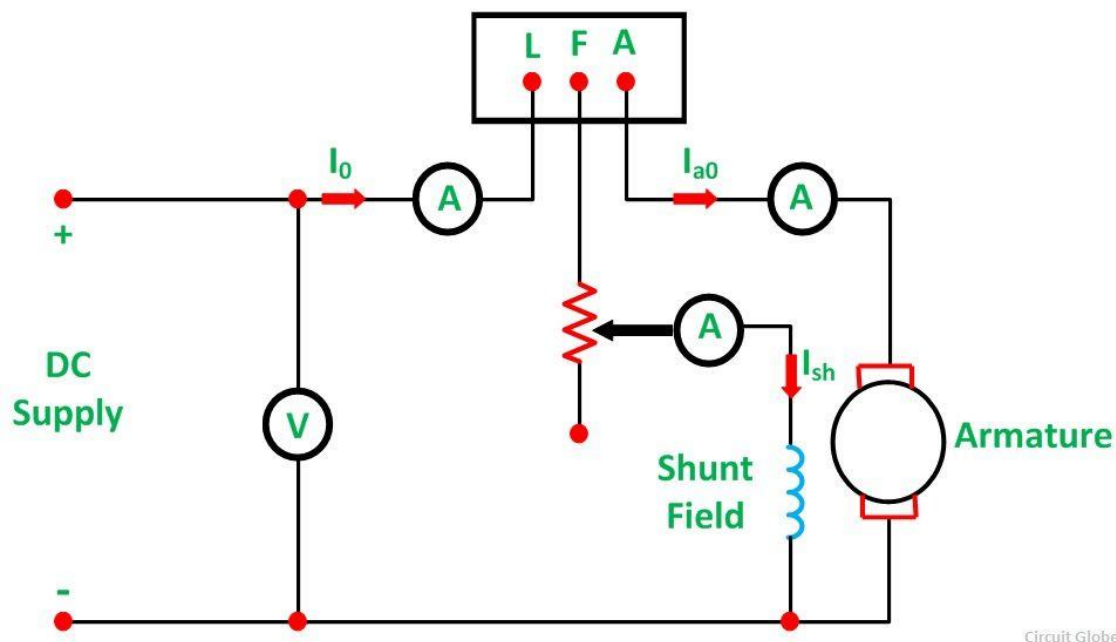 L F A
I₀
A
Iₐ₀
A
+
A
DC
Supply
Iₛₕ
V
Armature
Shunt
Field
-
Circuit Globe